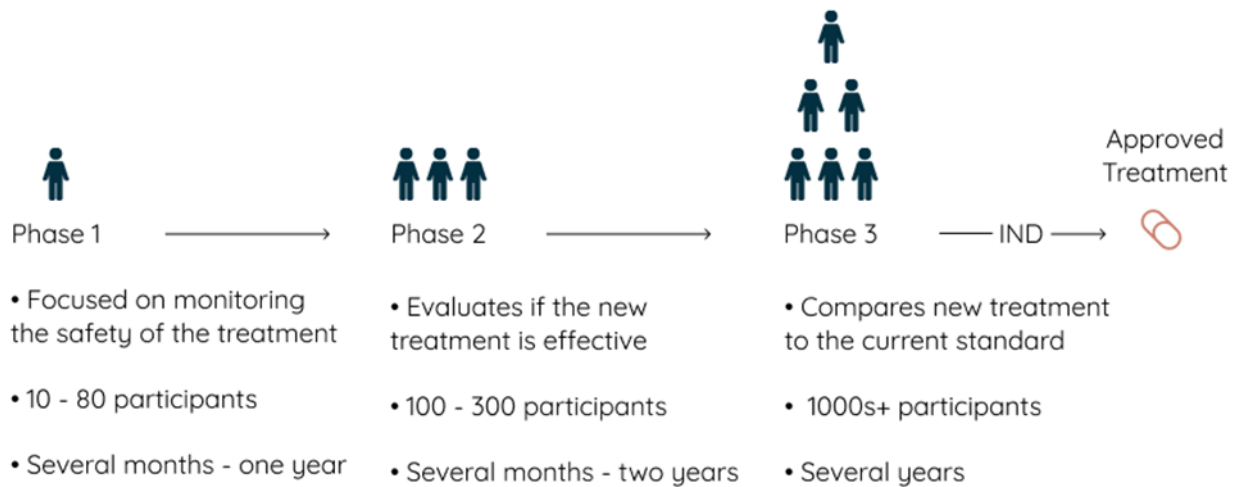 Approved
Treatment
Phase 1
Phase 2
Phase 3
IND
• Focused on monitoring
the safety of the treatment
• 10 - 80 participants
• Several months - one year
• Evaluates if the new
treatment is effective
• 100 - 300 participants
• Several months - two years
• Compares new treatment
to the current standard
• 1000s+ participants
• Several years